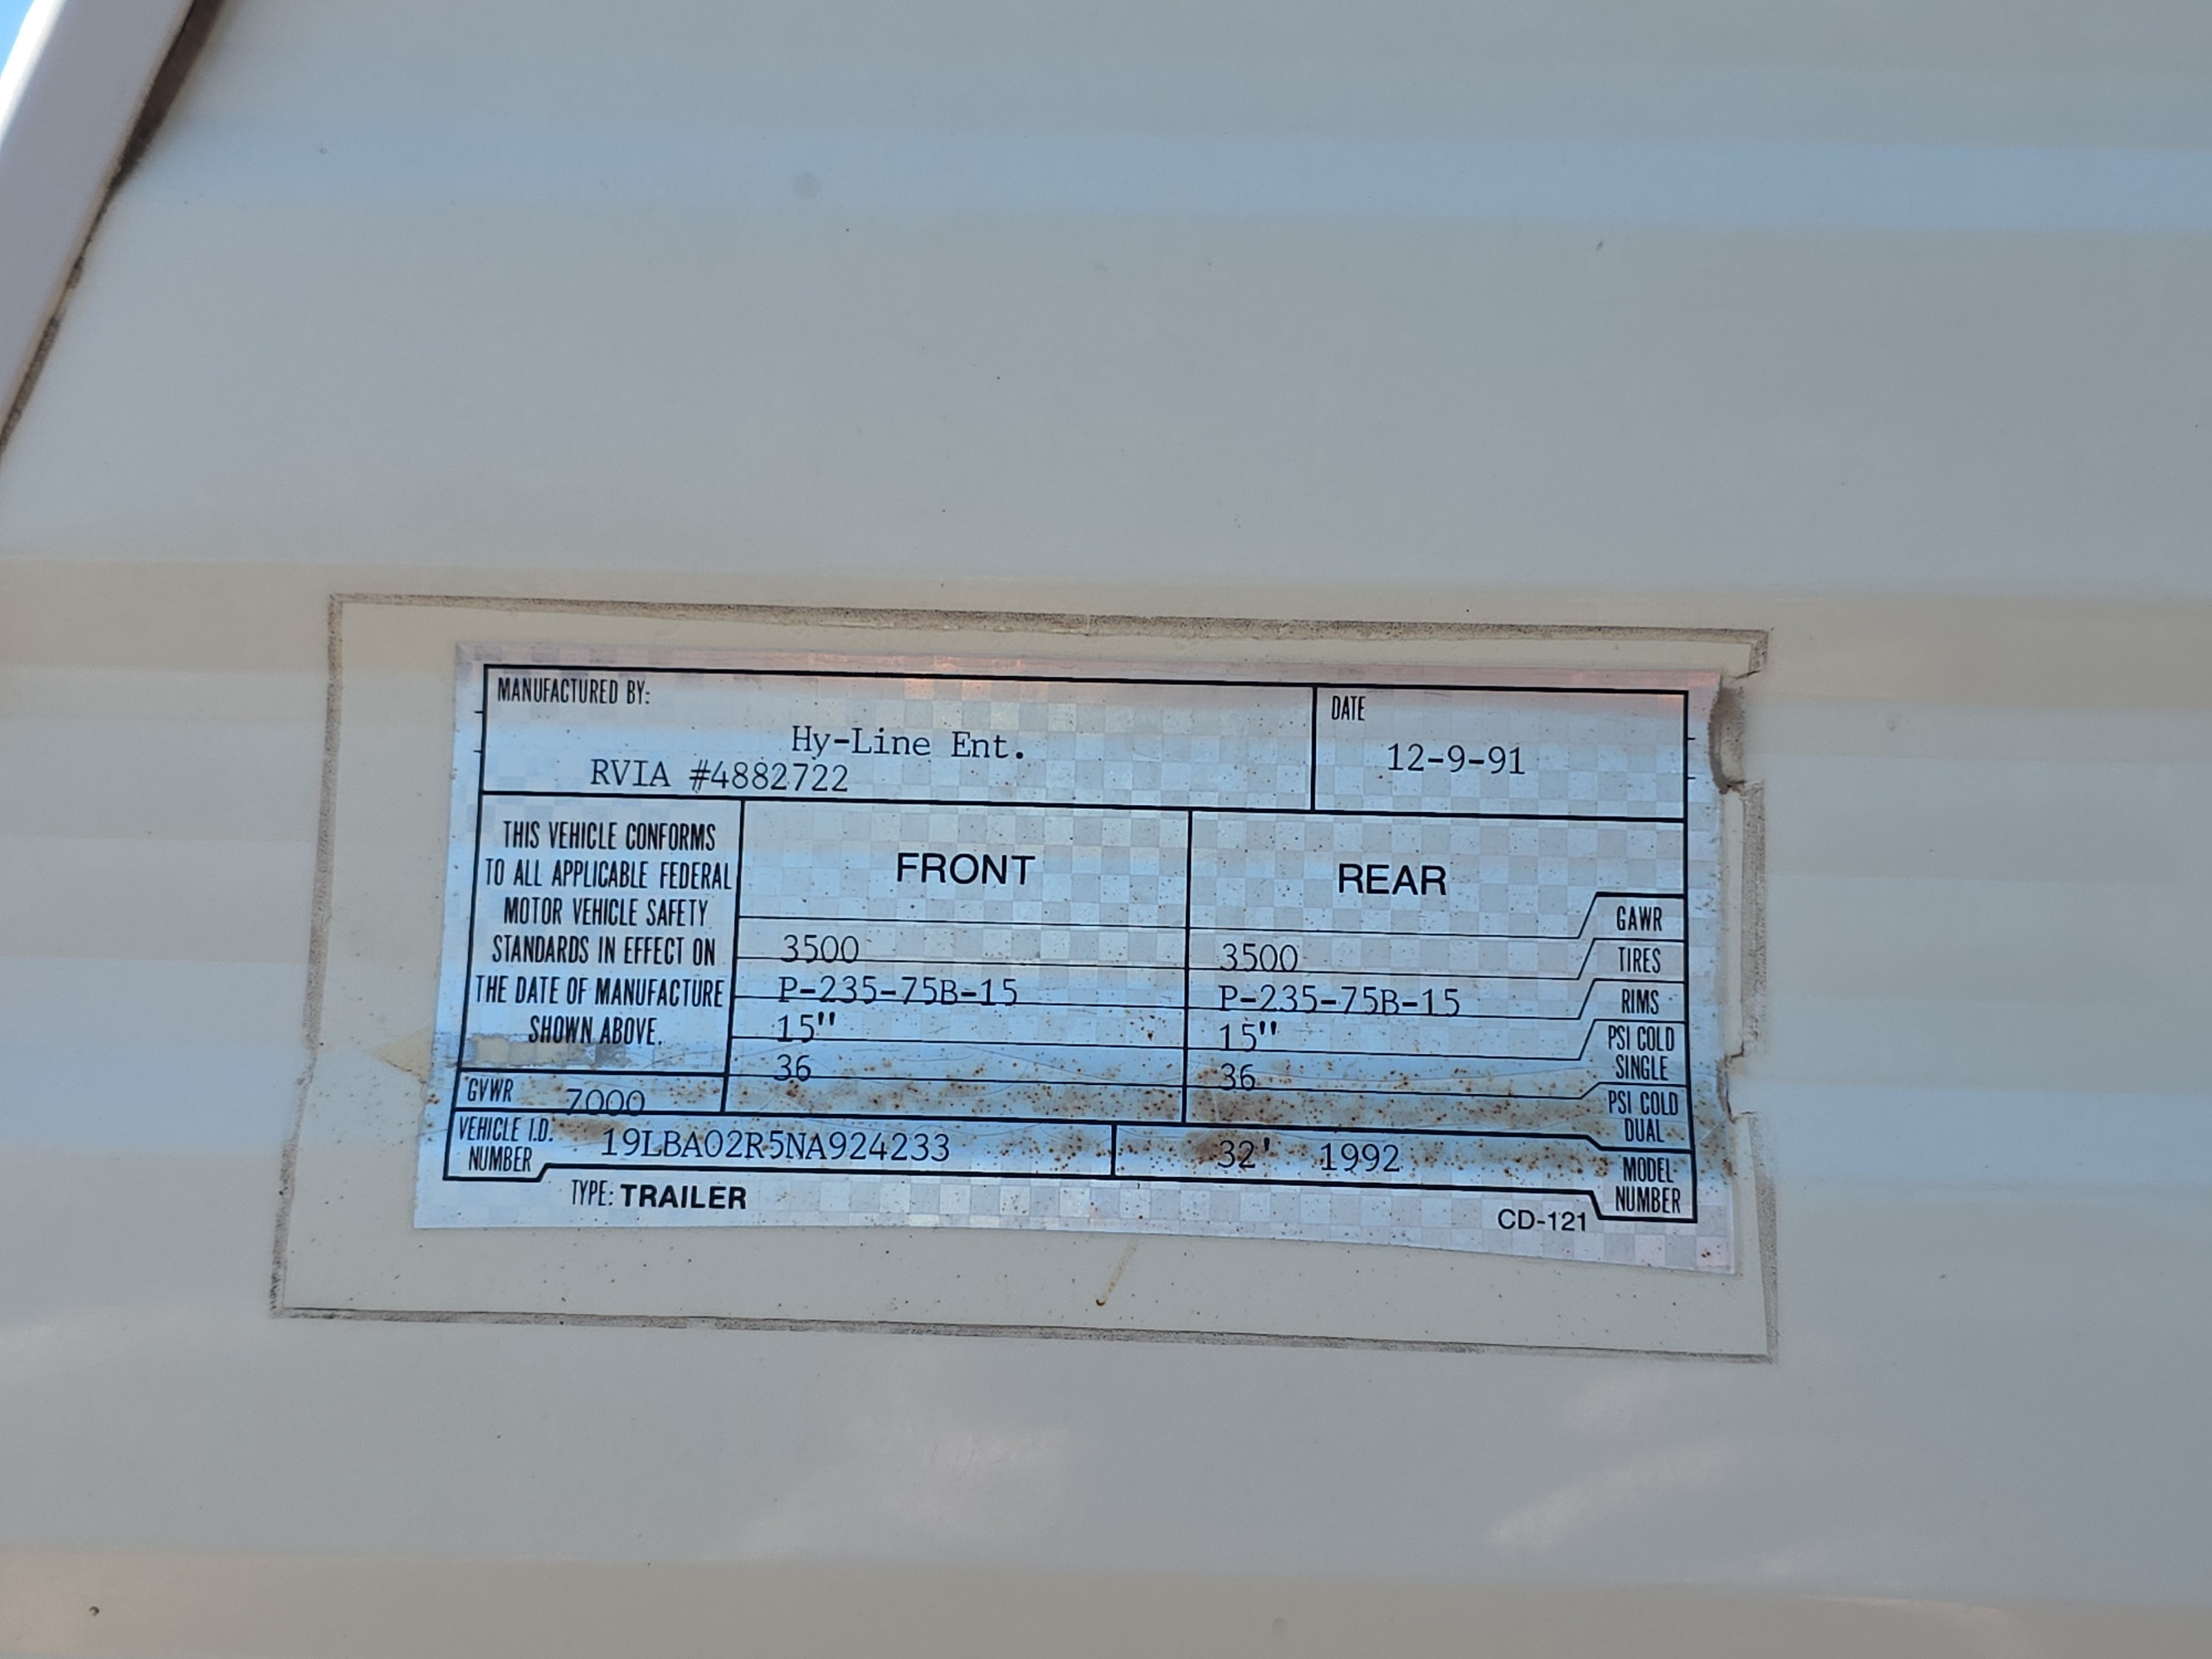 MANUFACTURED BY:
Hy-Line Ent.
RVIA #4882722
DATE
12-9-91
THIS VEHICLE CONFORMS
TO ALL APPLICABLE FEDERAL
MOTOR VEHICLE SAFETY
STANDARDS IN EFFECT ON
THE DATE OF MANUFACTURE
SHOWN ABOVE.
FRONT REAR
GAWR
3500 3500 TIRES
P-235-75B-15 P-235-75B-15 RIMS
15" 15" PSI COLD SINGLE
36 36 PSI COLD DUAL
GVWR 7000
VEHICLE I.D. NUMBER 19LBA02R5NA924233
32' 1992 MODEL NUMBER
TYPE: TRAILER
CD-121